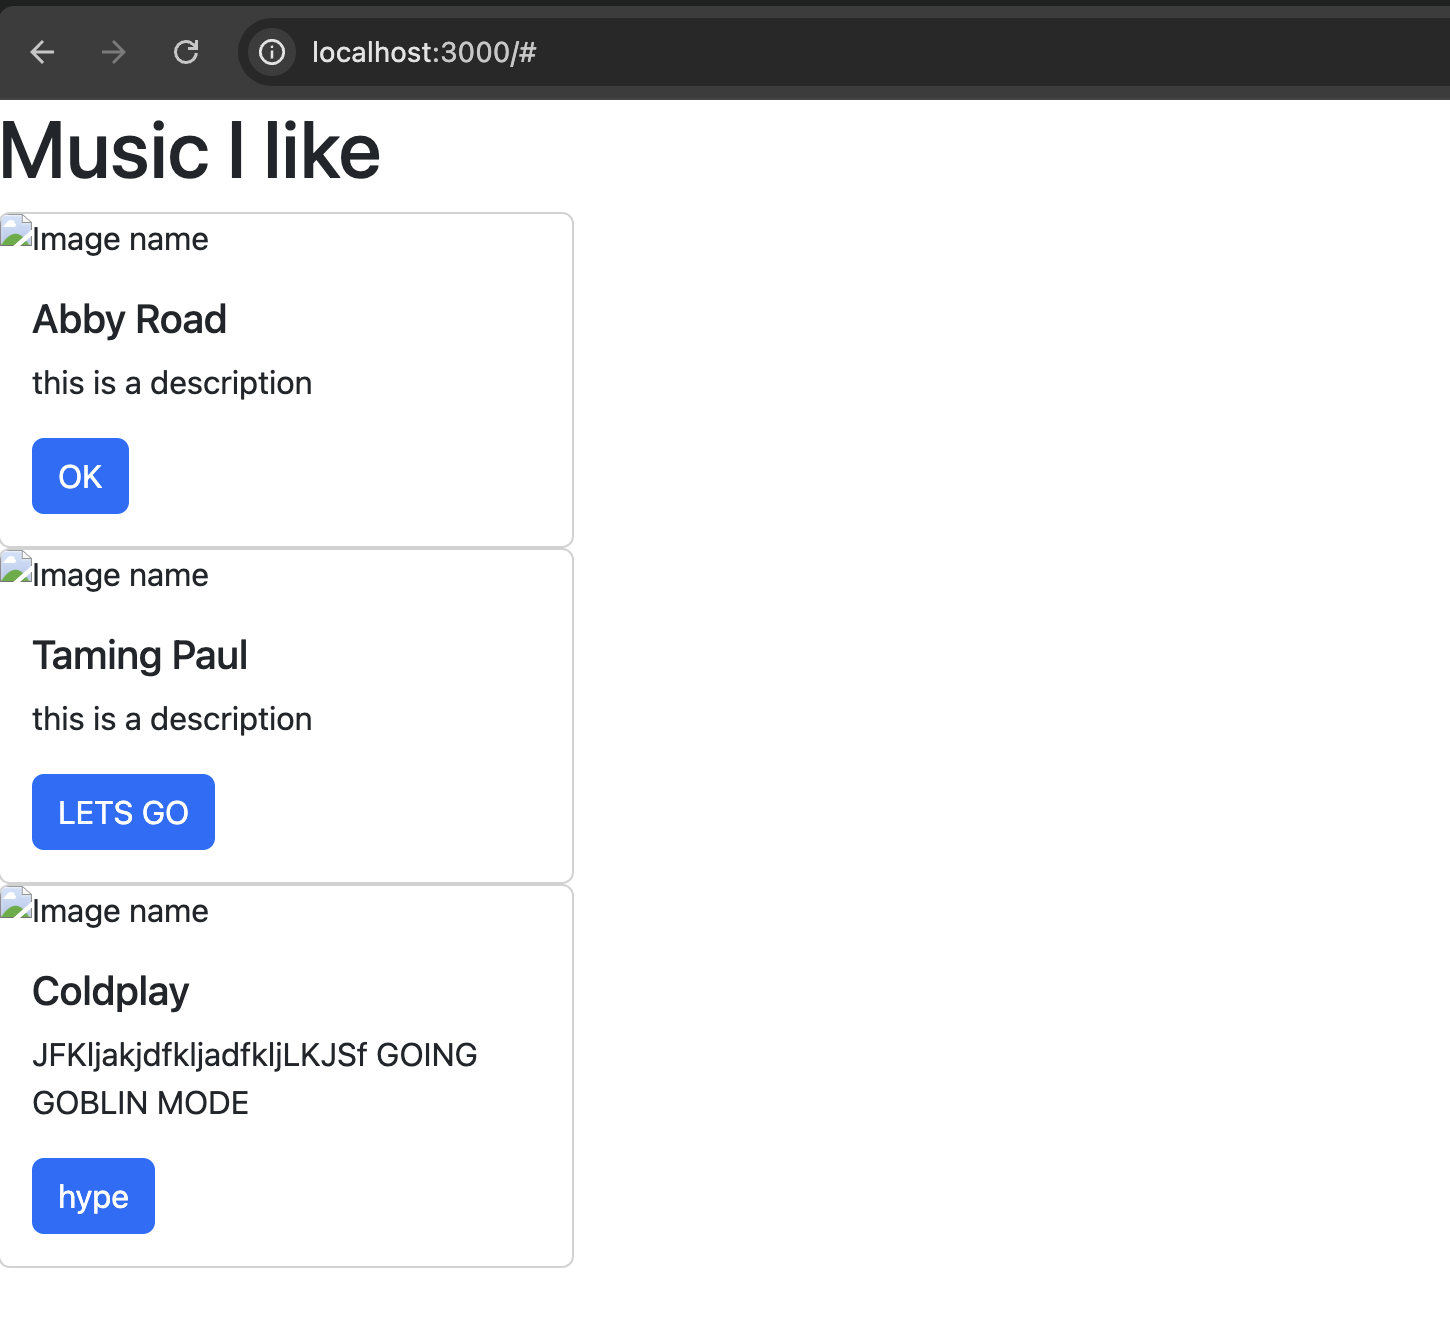 localhost:3000/#
Music I like
Image name
Abby Road
this is a description
OK
Image name
Taming Paul
this is a description
LETS GO
Image name
Coldplay
JFKljakjdfkljadfkljLKJSf GOING
GOBLIN MODE
hype